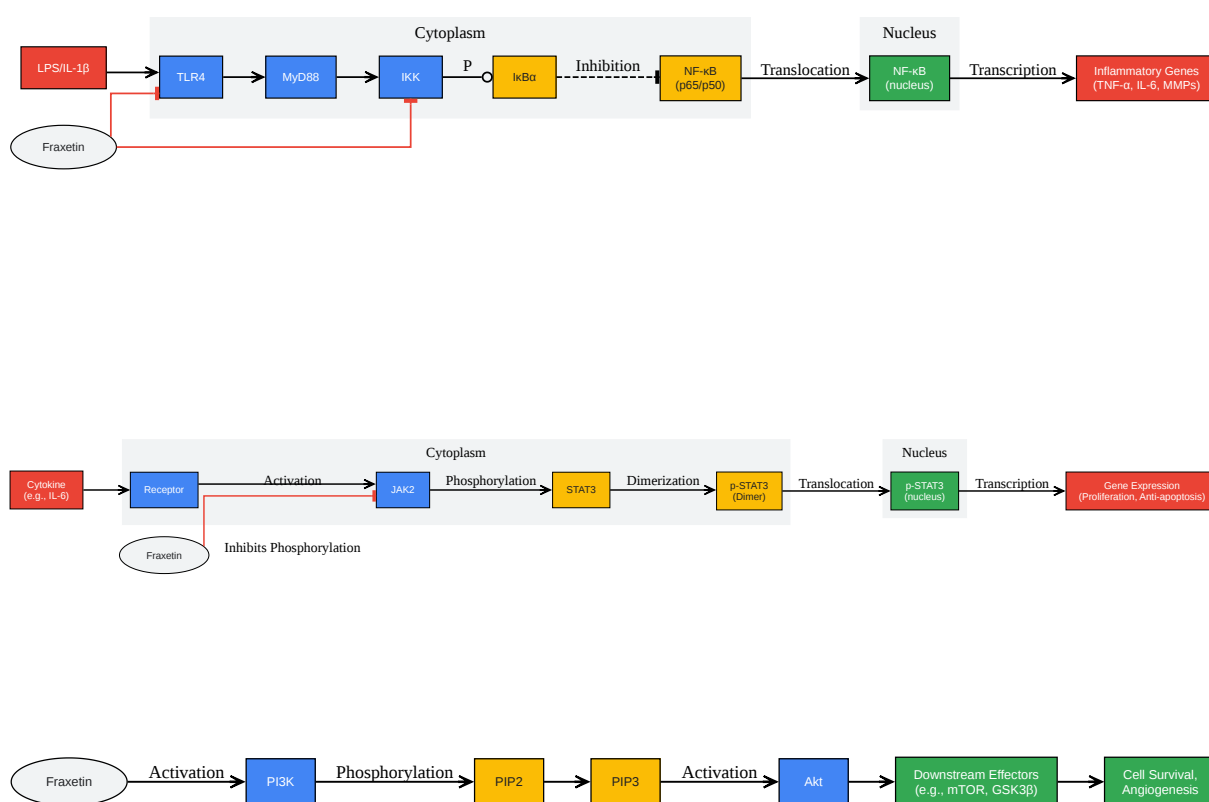 Cytoplasm
Nucleus
LPS/IL-1β
TLR4
MyD88
IKK
P
IκBα
Inhibition
NF-κB
(p65/p50)
Translocation
NF-κB
(nucleus)
Transcription
Inflammatory Genes
(TNF-α, IL-6, MMPs)
Fraxetin
Cytoplasm
Nucleus
Cytokine
(e.g., IL-6)
Receptor
Activation
JAK2
Phosphorylation
STAT3
Dimerization
p-STAT3
(Dimer)
Translocation
p-STAT3
(nucleus)
Transcription
Gene Expression
(Proliferation, Anti-apoptosis)
Fraxetin
Inhibits Phosphorylation
Fraxetin
Activation
PI3K
Phosphorylation
PIP2
PIP3
Activation
Akt
Downstream Effectors
(e.g., mTOR, GSK3β)
Cell Survival,
Angiogenesis